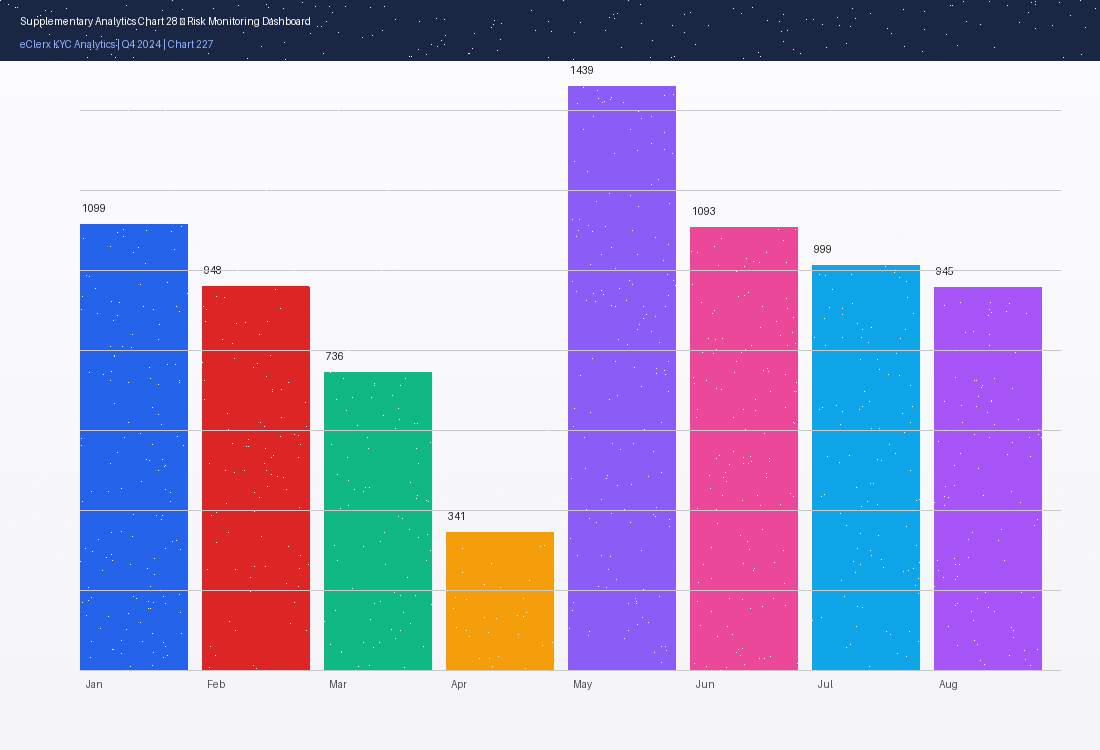 Supplementary Analytics Chart 28 ▯ Risk Monitoring Dashboard
eClerx KYC Analytics | Q4 2024 | Chart 227
1439
1099
1093
999
948
945
736
341
Jan Feb Mar Apr May Jun Jul Aug